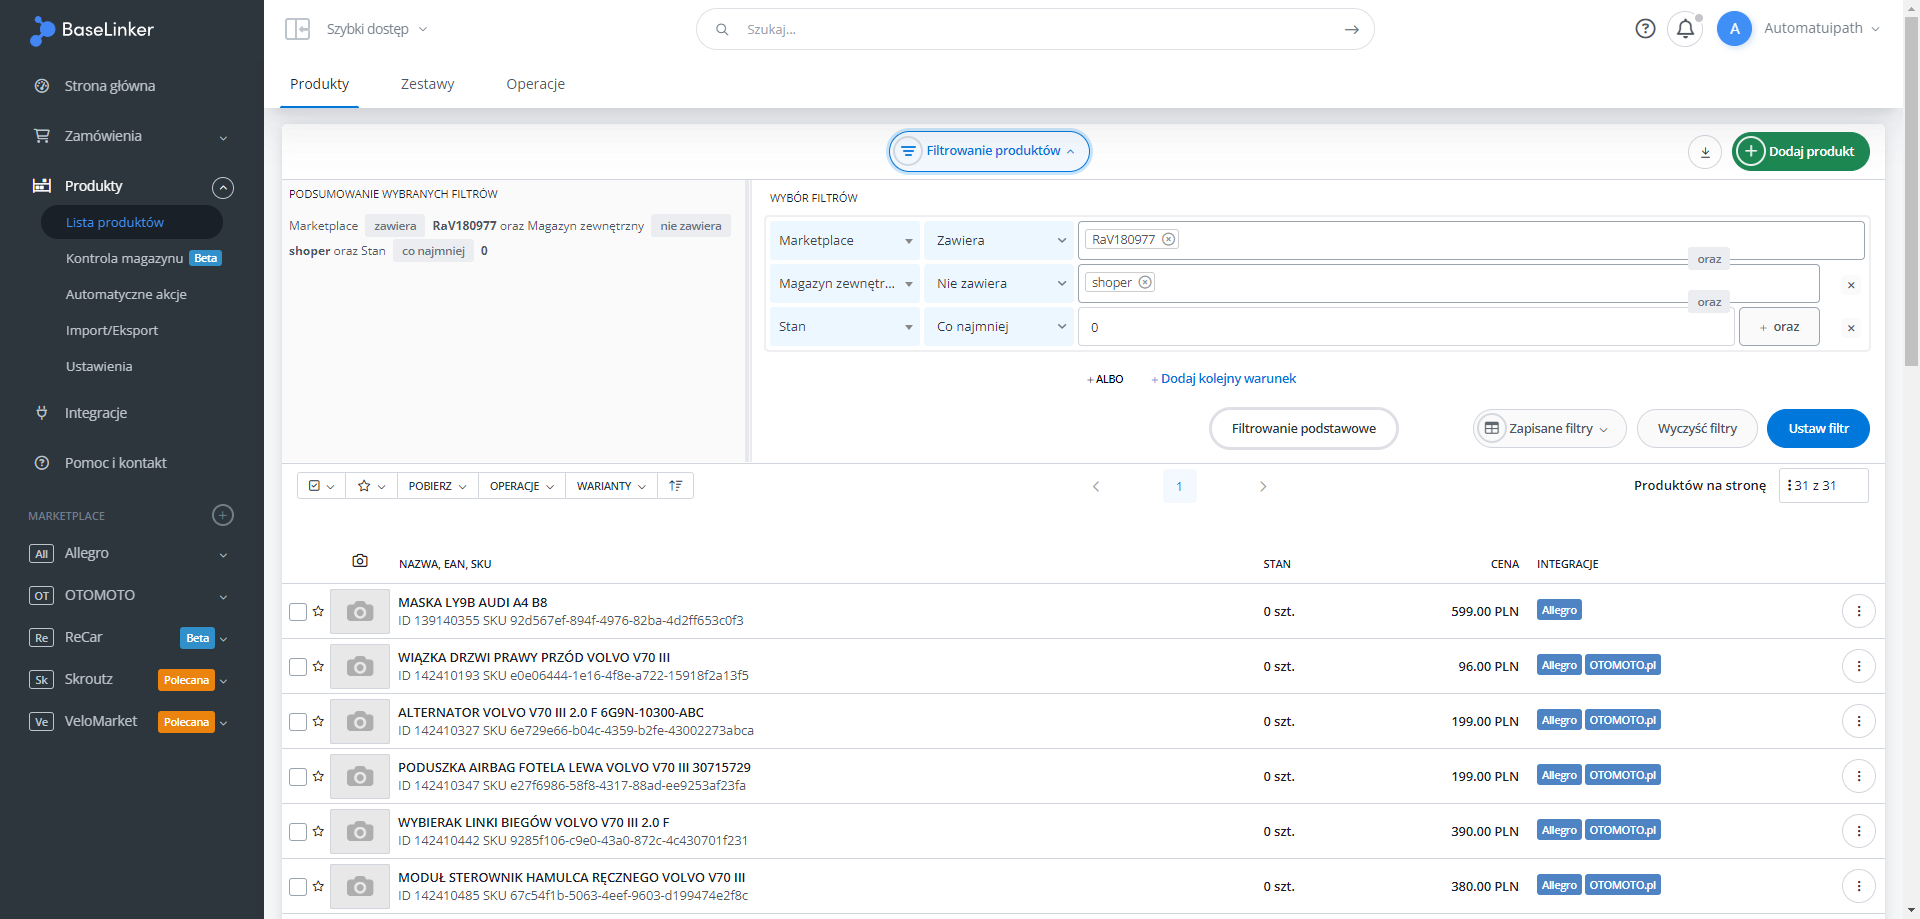 BaseLinker
Szybki dostęp
Szukaj...
A
Automatuipath
Strona główna
Zamówienia
Produkty
Lista produktów
Kontrola magazynu Beta
Automatyczne akcje
Import/Eksport
Ustawienia
Integracje
Pomoc i kontakt
MARKETPLACE
All Allegro
OT OTOMOTO
Re ReCar Beta
Sk Skroutz Polecana
Ve VeloMarket Polecana
Produkty Zestawy Operacje
Filtrowanie produktów
Dodaj produkt
PODSUMOWANIE WYBRANYCH FILTRÓW
Marketplace zawiera RaV180977 oraz Magazyn zewnętrzny nie zawiera
shoper oraz Stan co najmniej 0
WYBÓR FILTRÓW
Marketplace Zawiera RaV180977
oraz
Magazyn zewnętr... Nie zawiera shoper
oraz
Stan Co najmniej 0 + oraz
+ ALBO + Dodaj kolejny warunek
Filtrowanie podstawowe Zapisane filtry Wyczyść filtry Ustaw filtr
POBIERZ OPERACJE WARIANTY 1 Produktów na stronę 31 z 31
NAZWA, EAN, SKU STAN CENA INTEGRACJE
MASKA LY9B AUDI A4 B8
ID 139140355 SKU 92d567ef-894f-4976-82ba-4d2ff653c0f3
0 szt. 599.00 PLN Allegro
WIĄZKA DRZWI PRAWY PRZÓD VOLVO V70 III
ID 142410193 SKU e0e06444-1e16-4f8e-a722-15918f2a13f5
0 szt. 96.00 PLN Allegro OTOMOTO.pl
ALTERNATOR VOLVO V70 III 2.0 F 6G9N-10300-ABC
ID 142410327 SKU 6e729e66-b04c-4359-b2fe-43002273abca
0 szt. 199.00 PLN Allegro OTOMOTO.pl
PODUSZKA AIRBAG FOTELA LEWA VOLVO V70 III 30715729
ID 142410347 SKU e27f6986-58f8-4317-88ad-ee9253af23fa
0 szt. 199.00 PLN Allegro OTOMOTO.pl
WYBIERAK LINKI BIEGÓW VOLVO V70 III 2.0 F
ID 142410442 SKU 9285f106-c9e0-43a0-872c-4c430701f231
0 szt. 390.00 PLN Allegro OTOMOTO.pl
MODUŁ STEROWNIK HAMULCA RĘCZNEGO VOLVO V70 III
ID 142410485 SKU 67c54f1b-5063-4eef-9603-d199474e2f8c
0 szt. 380.00 PLN Allegro OTOMOTO.pl